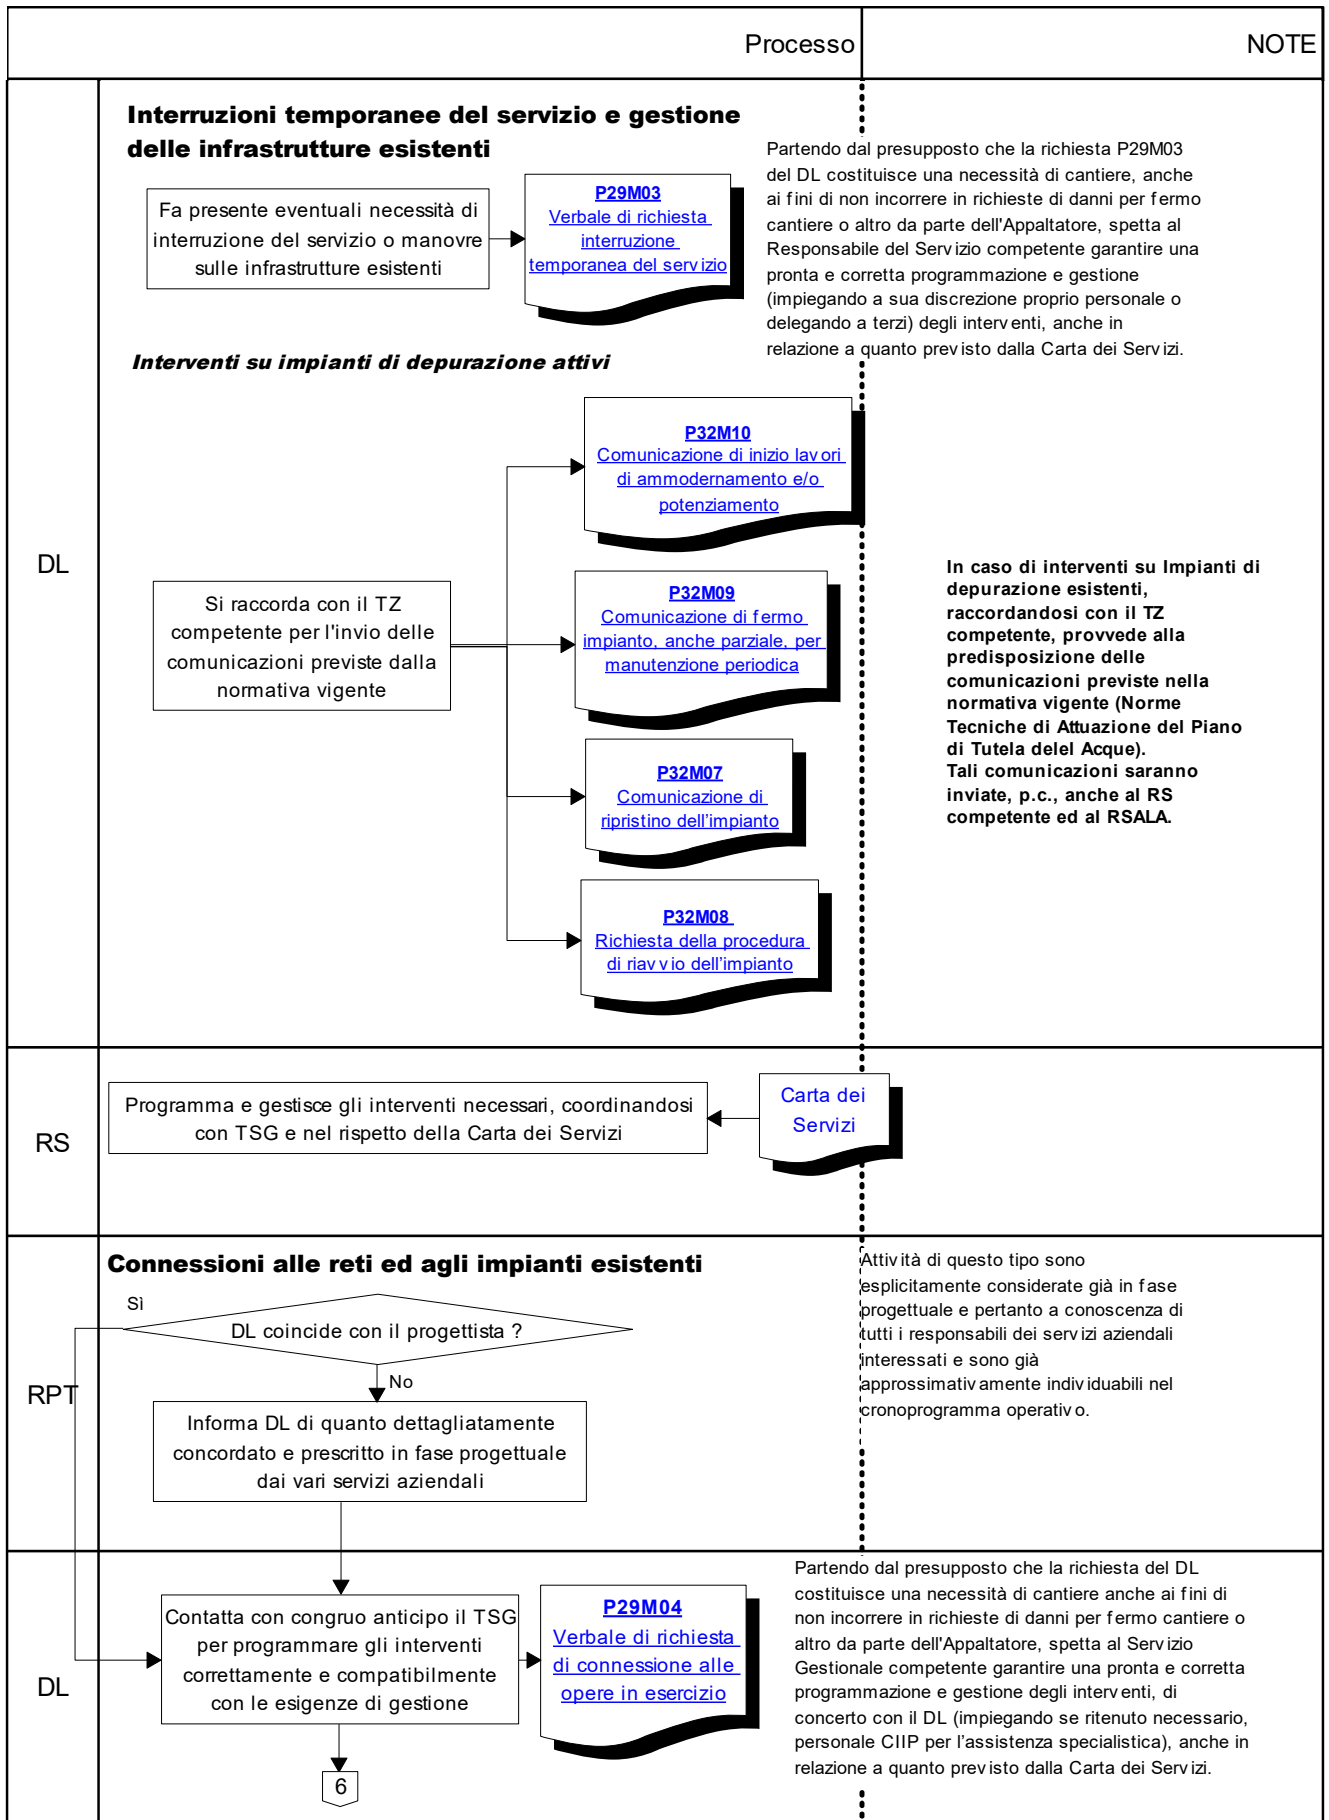 Processo
NOTE
DL
Interruzioni temporanee del servizio e gestione
delle infrastrutture esistenti
Fa presente eventuali necessità di
interruzione del servizio o manovre
sulle infrastrutture esistenti
P29M03
Verbale di richiesta
interruzione
temporanea del servizio
Partendo dal presupposto che la richiesta P29M03
del DL costituisce una necessità di cantiere, anche
ai fini di non incorrere in richieste di danni per fermo
cantiere o altro da parte dell'Appaltatore, spetta al
Responsabile del Servizio competente garantire una
pronta e corretta programmazione e gestione
(impiegando a sua discrezione proprio personale o
delegando a terzi) degli interventi, anche in
relazione a quanto previsto dalla Carta dei Servizi.
Interventi su impianti di depurazione attivi
Si raccorda con il TZ
competente per l'invio delle
comunicazioni previste dalla
normativa vigente
P32M10
Comunicazione di inizio lavori
di ammodernamento e/o
potenziamento
P32M09
Comunicazione di fermo
impianto, anche parziale, per
manutenzione periodica
P32M07
Comunicazione di
ripristino dell'impianto
P32M08
Richiesta della procedura
di riavvio dell'impianto
In caso di interventi su Impianti di
depurazione esistenti,
raccordandosi con il TZ
competente, provvede alla
predisposizione delle
comunicazioni previste nella
normativa vigente (Norme
Tecniche di Attuazione del Piano
di Tutela delel Acque).
Tali comunicazioni saranno
inviate, p.c., anche al RS
competente ed al RSALA.
RS
Programma e gestisce gli interventi necessari, coordinandosi
con TSG e nel rispetto della Carta dei Servizi
Carta dei
Servizi
RPT
Connessioni alle reti ed agli impianti esistenti
Sì
DL coincide con il progettista ?
No
Informa DL di quanto dettagliatamente
concordato e prescritto in fase progettuale
dai vari servizi aziendali
Attività di questo tipo sono
esplicitamente considerate già in fase
progettuale e pertanto a conoscenza di
tutti i responsabili dei servizi aziendali
interessati e sono già
approssimativamente individuabili nel
cronoprogramma operativo.
DL
Contatta con congruo anticipo il TSG
per programmare gli interventi
correttamente e compatibilmente
con le esigenze di gestione
P29M04
Verbale di richiesta
di connessione alle
opere in esercizio
Partendo dal presupposto che la richiesta del DL
costituisce una necessità di cantiere anche ai fini di
non incorrere in richieste di danni per fermo cantiere o
altro da parte dell'Appaltatore, spetta al Servizio
Gestionale competente garantire una pronta e corretta
programmazione e gestione degli interventi, di
concerto con il DL (impiegando se ritenuto necessario,
personale CIIP per l'assistenza specialistica), anche in
relazione a quanto previsto dalla Carta dei Servizi.
6